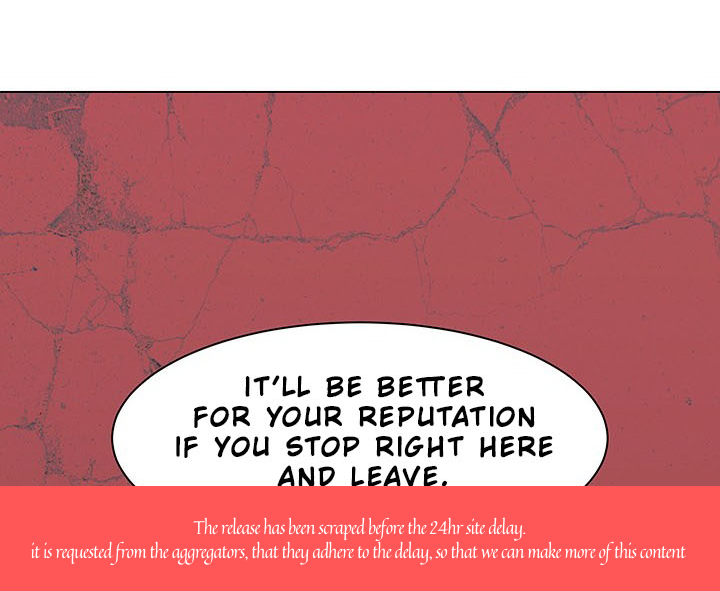 IT'LL BE BETTER
FOR YOUR REPUTATION
IF YOU STOP RIGHT HERE
AND LEAVE.
The release has been scraped before the 24hr site delay.
it is requested from the aggregators, that they adhere to the delay, so that we can make more of this content